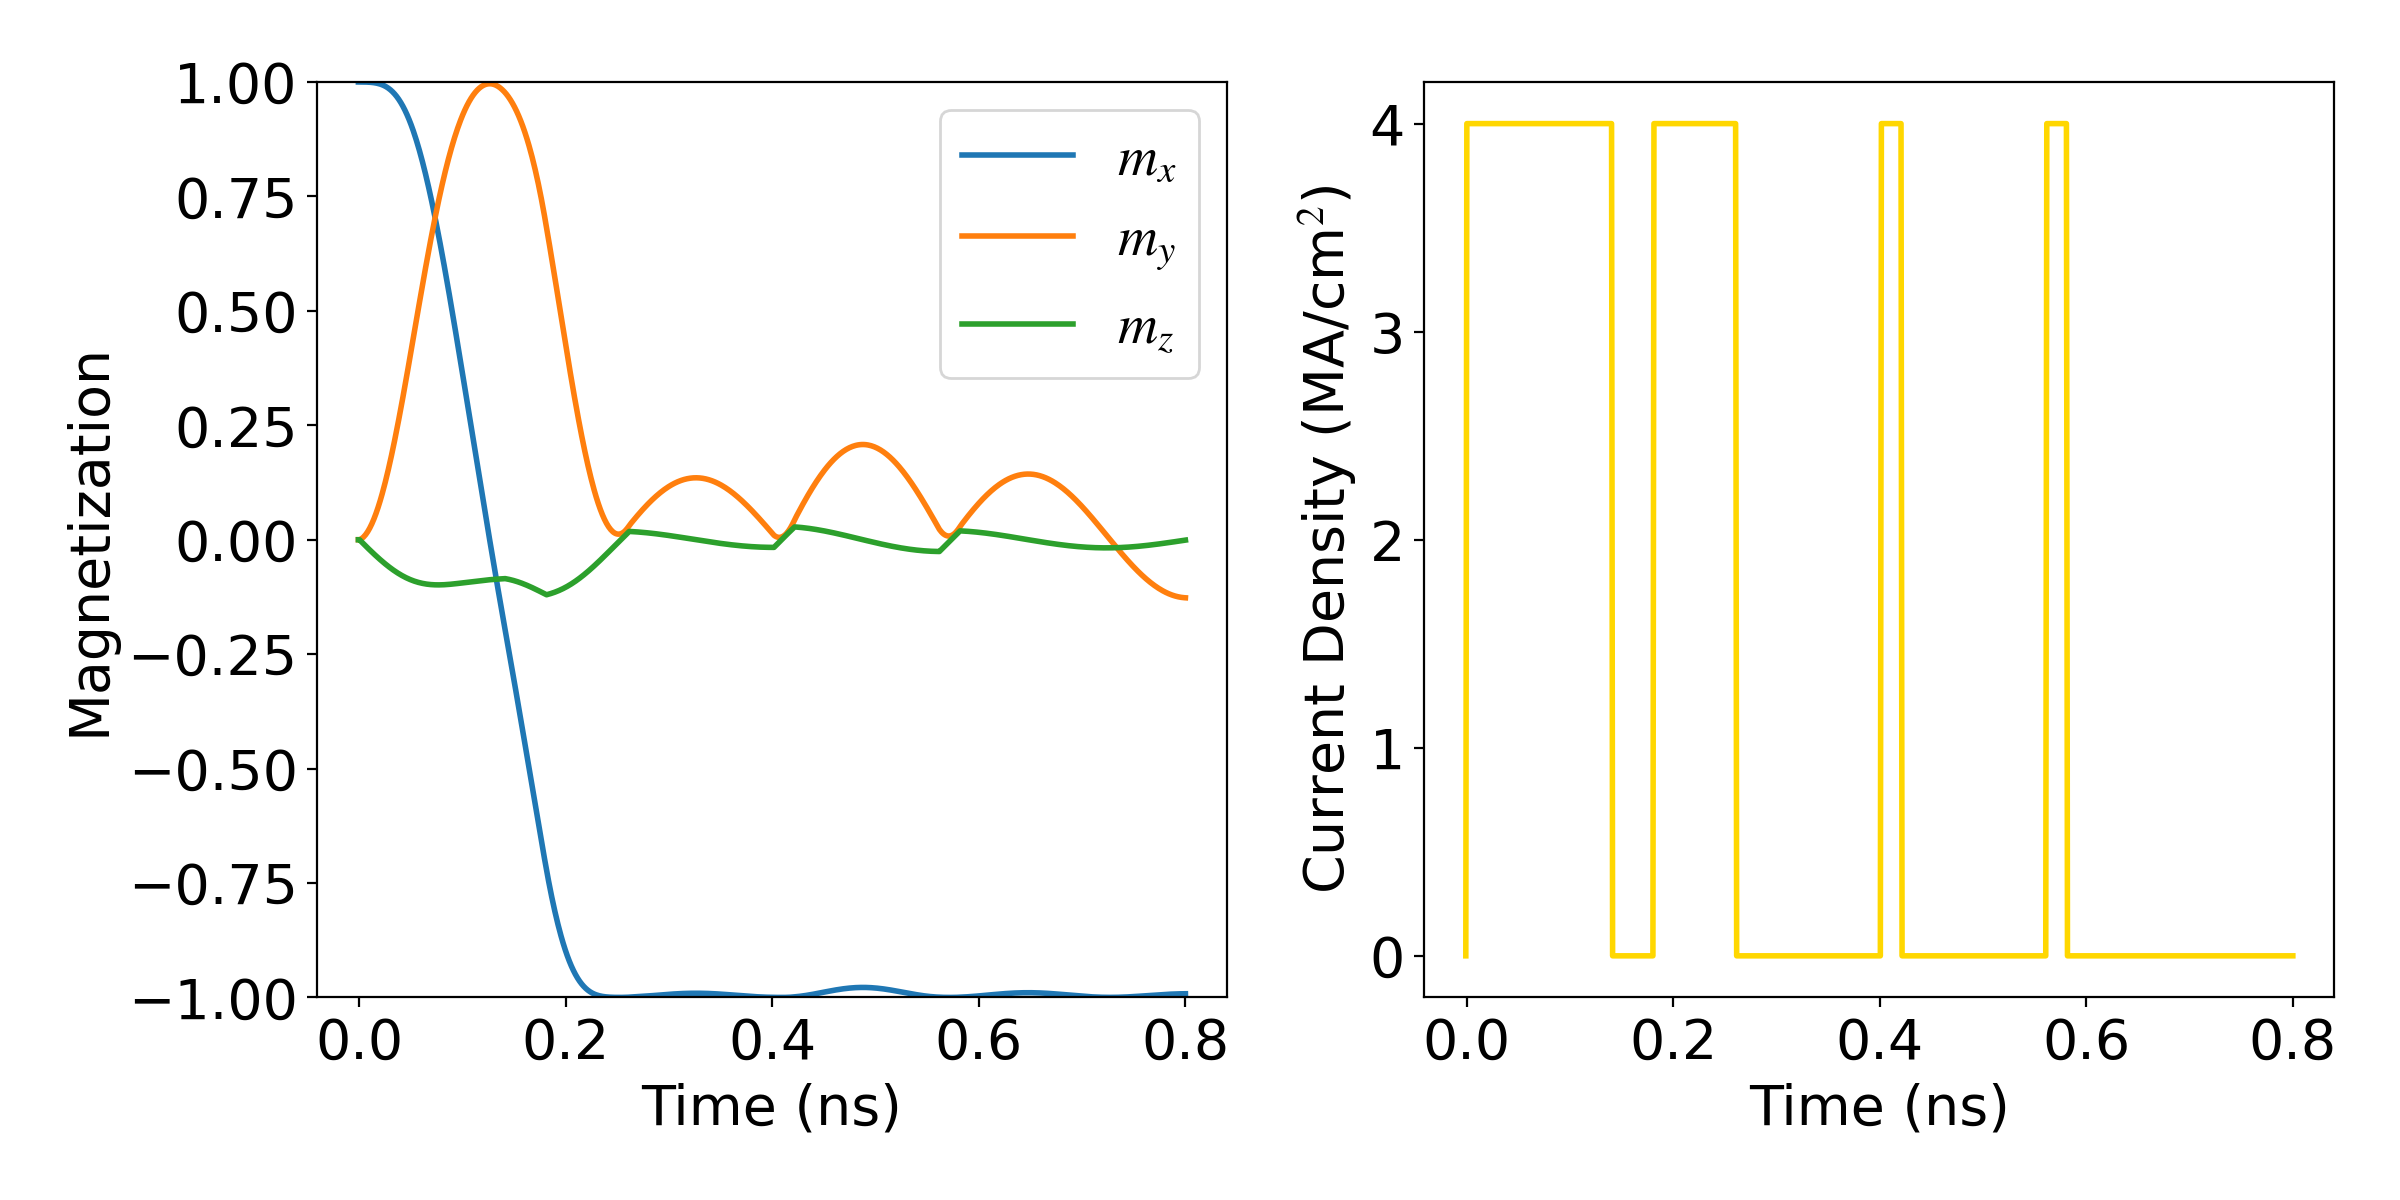 Magnetization
1.00
0.75
0.50
0.25
0.00
−0.25
−0.50
−0.75
−1.00
0.0 0.2 0.4 0.6 0.8
Time (ns)
mₓ
m_y
m_z
Current Density (MA/cm²)
4
3
2
1
0
0.0 0.2 0.4 0.6 0.8
Time (ns)